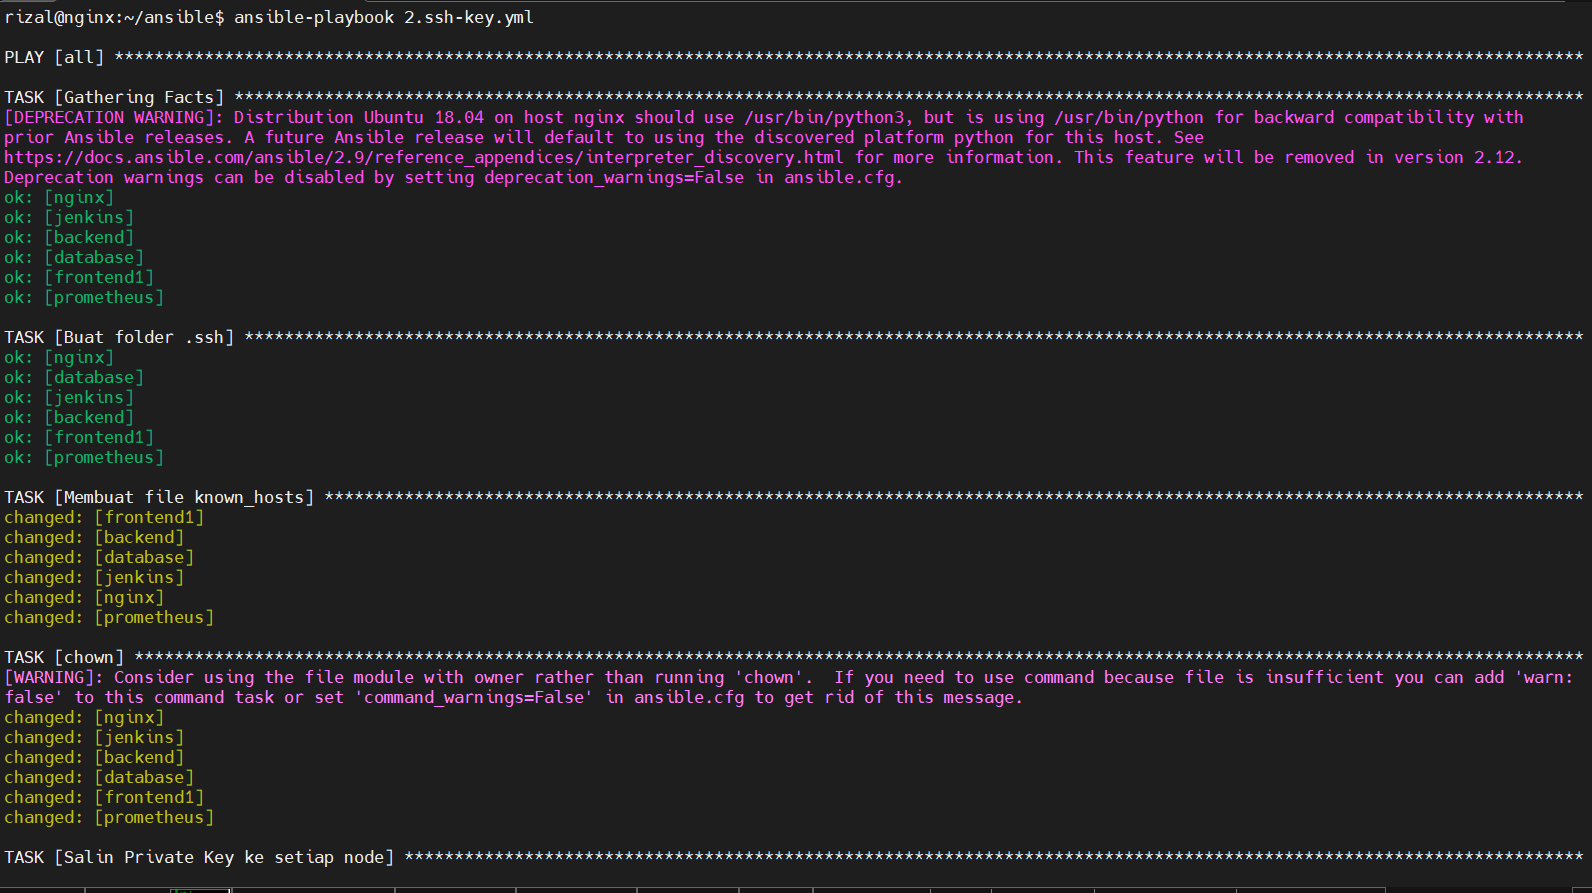 rizal@nginx:~/ansible$ ansible-playbook 2.ssh-key.yml
PLAY [all] ***************************************************************************************************************************************************
TASK [Gathering Facts] ***************************************************************************************************************************************
[DEPRECATION WARNING]: Distribution Ubuntu 18.04 on host nginx should use /usr/bin/python3, but is using /usr/bin/python for backward compatibility with
prior Ansible releases. A future Ansible release will default to using the discovered platform python for this host. See
https://docs.ansible.com/ansible/2.9/reference_appendices/interpreter_discovery.html for more information. This feature will be removed in version 2.12.
Deprecation warnings can be disabled by setting deprecation_warnings=False in ansible.cfg.
ok: [nginx]
ok: [jenkins]
ok: [backend]
ok: [database]
ok: [frontend1]
ok: [prometheus]
TASK [Buat folder .ssh] **************************************************************************************************************************************
ok: [nginx]
ok: [database]
ok: [jenkins]
ok: [backend]
ok: [frontend1]
ok: [prometheus]
TASK [Membuat file known_hosts] ******************************************************************************************************************************
changed: [frontend1]
changed: [backend]
changed: [database]
changed: [jenkins]
changed: [nginx]
changed: [prometheus]
TASK [chown] *************************************************************************************************************************************************
[WARNING]: Consider using the file module with owner rather than running 'chown'.  If you need to use command because file is insufficient you can add 'warn:
false' to this command task or set 'command_warnings=False' in ansible.cfg to get rid of this message.
changed: [nginx]
changed: [jenkins]
changed: [backend]
changed: [database]
changed: [frontend1]
changed: [prometheus]
TASK [Salin Private Key ke setiap node] **********************************************************************************************************************